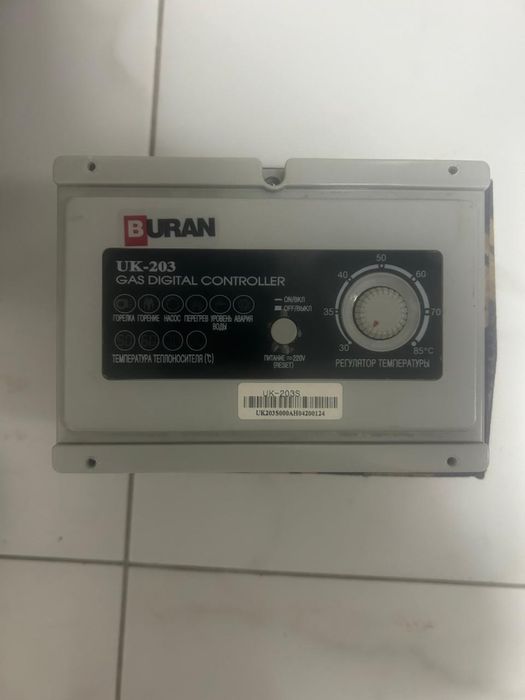 BURAN
UK-203
GAS DIGITAL CONTROLLER
ГОРЕЛКА ГОРЕНИЕ НАСОС ПЕРЕГРЕВ УРОВЕНЬ ВОДЫ АВАРИЯ
ТЕМПЕРАТУРА ТЕПЛОНОСИТЕЛЯ (℃)
ON/ВКЛ
OFF/ВЫКЛ
ПИТАНИЕ ≂220V
(RESET)
30 35 40 50 60 70 85℃
РЕГУЛЯТОР ТЕМПЕРАТУРЫ
UK-203S
UK203S000AH04200124